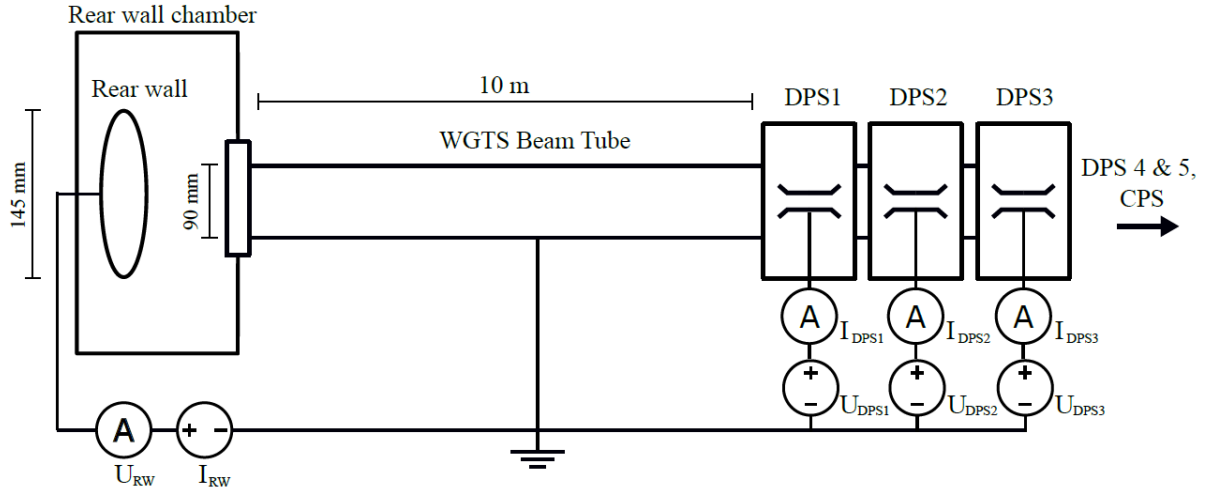 Rear wall chamber
Rear wall
145 mm
90 mm
10 m
WGTS Beam Tube
DPS1
DPS2
DPS3
DPS 4 & 5,
CPS
A
I DPS1
A
I DPS2
A
I DPS3
+
−
U DPS1
+
−
U DPS2
+
−
U DPS3
A
+ −
U RW
I RW